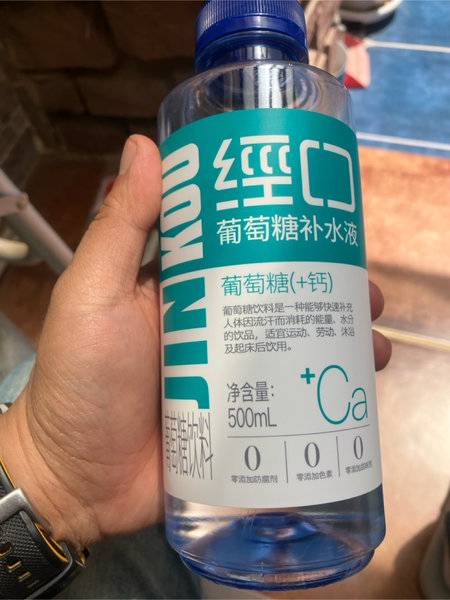 經口
葡萄糖补水液
JINKOU
葡萄糖(+钙)
葡萄糖饮料是一种能够快速补充
人体因流汗而消耗的能量、水分
的饮品，适宜运动、劳动、沐浴
及起床后饮用。
+Ca
净含量：
500mL
葡萄糖饮料
0 0 0
零添加防腐剂 零添加色素